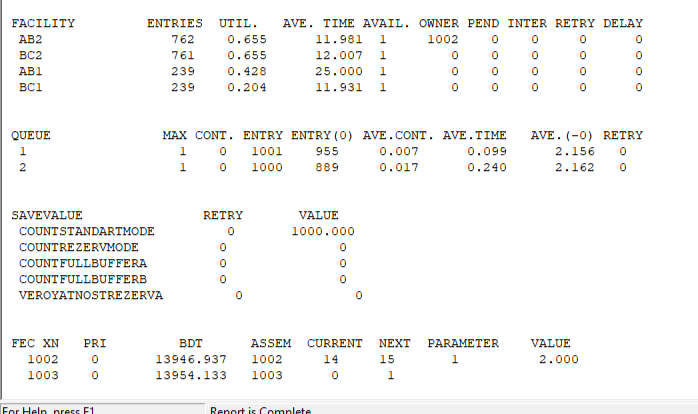 FACILITY ENTRIES UTIL. AVE. TIME AVAIL. OWNER PEND INTER RETRY DELAY
AB2 762 0.655 11.981 1 1002 0 0 0 0
BC2 761 0.655 12.007 1 0 0 0 0 0
AB1 239 0.428 25.000 1 0 0 0 0 0
BC1 239 0.204 11.931 1 0 0 0 0 0
QUEUE MAX CONT. ENTRY ENTRY(0) AVE.CONT. AVE.TIME AVE.(-0) RETRY
1 1 0 1001 955 0.007 0.099 2.156 0
2 1 0 1000 889 0.017 0.240 2.162 0
SAVEVALUE RETRY VALUE
COUNTSTANDARTMODE 0 1000.000
COUNTREZERVMODE 0 0
COUNTFULLBUFFERA 0 0
COUNTFULLBUFFERB 0 0
VEROYATNOSTREZERVA 0 0
FEC XN PRI BDT ASSEM CURRENT NEXT PARAMETER VALUE
1002 0 13946.937 1002 14 15 1 2.000
1003 0 13954.133 1003 0 1
For Help, press F1 Report is Complete.